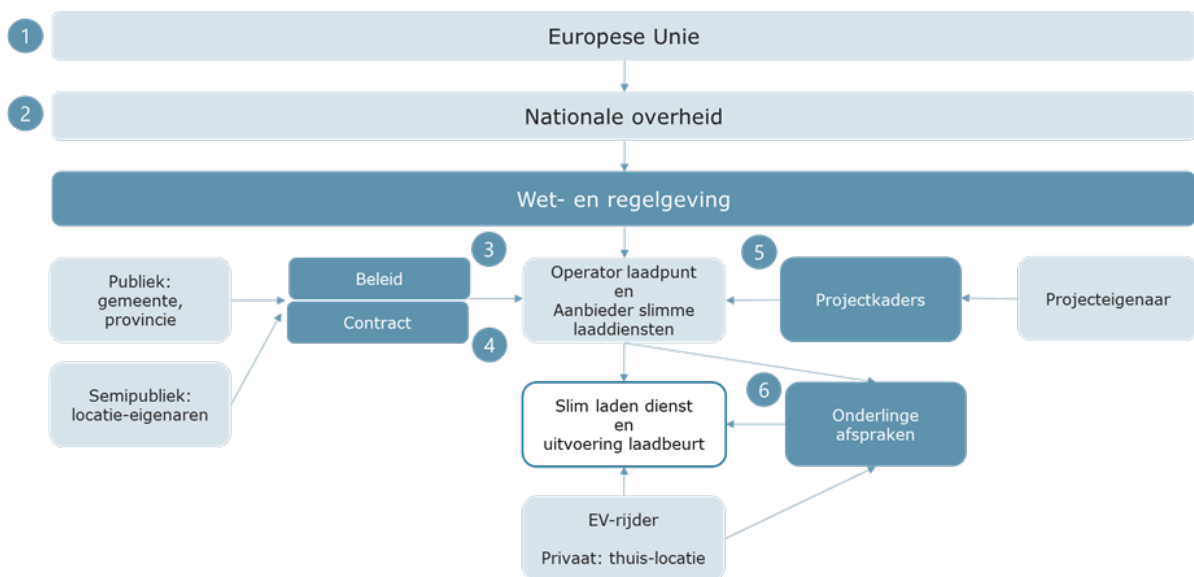 1
Europese Unie
2
Nationale overheid
Wet- en regelgeving
3
5
Publiek:
gemeente,
provincie
Beleid
Contract
4
Operator laadpunt
en
Aanbieder slimme
laaddiensten
Projectkaders
Projecteigenaar
Semipubliek:
locatie-eigenaren
Slim laden dienst
en
uitvoering laadbeurt
6
Onderlinge
afspraken
EV-rijder
Privaat: thuis-locatie